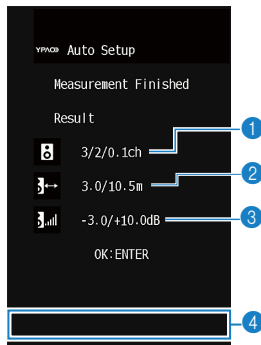 YPAO Auto Setup
Measurement Finished
Result
3/2/0.1ch
1
3.0/10.5m
2
-3.0/+10.0dB
3
OK:ENTER
4